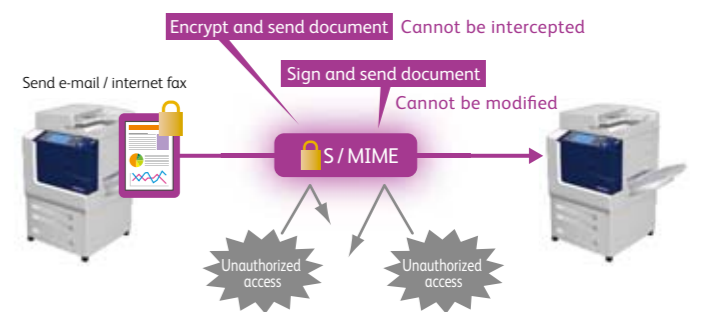 Encrypt and send document Cannot be intercepted
Sign and send document
Send e-mail / internet fax
Cannot be modified
S / MIME
Unauthorized
access
Unauthorized
access